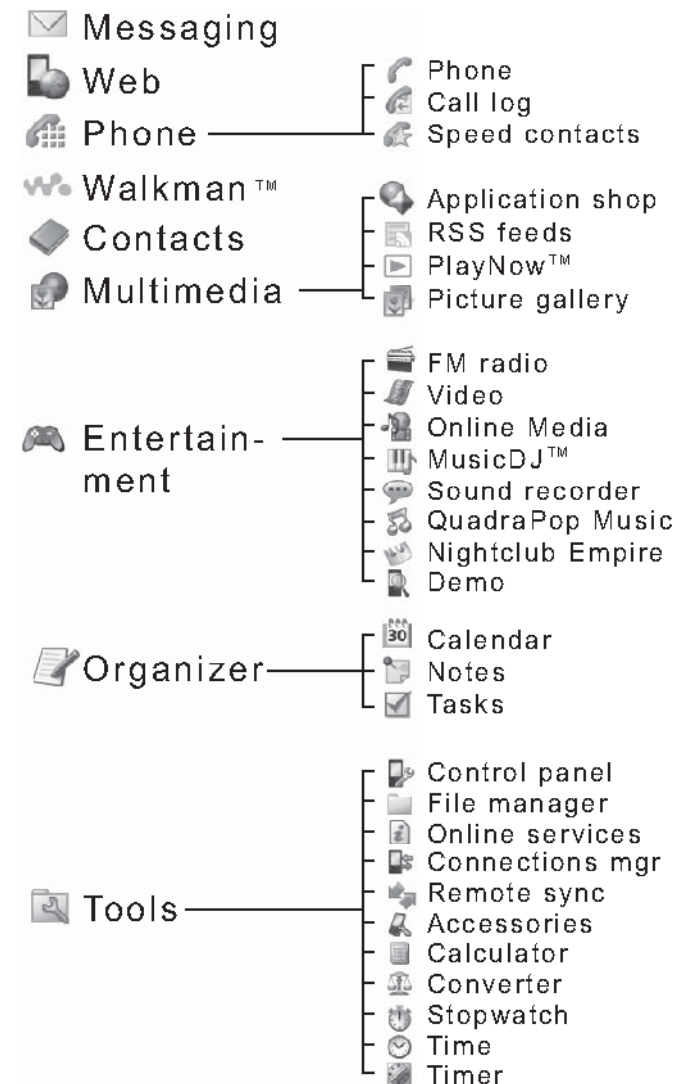 Messaging
Web
Phone
Phone
Call log
Speed contacts
Walkman™
Contacts
Multimedia
Application shop
RSS feeds
PlayNow™
Picture gallery
Entertain-
ment
FM radio
Video
Online Media
MusicDJ™
Sound recorder
QuadraPop Music
Nightclub Empire
Demo
Organizer
30
Calendar
Notes
Tasks
Tools
Control panel
File manager
Online services
Connections mgr
Remote sync
Accessories
Calculator
Converter
Stopwatch
Time
Timer